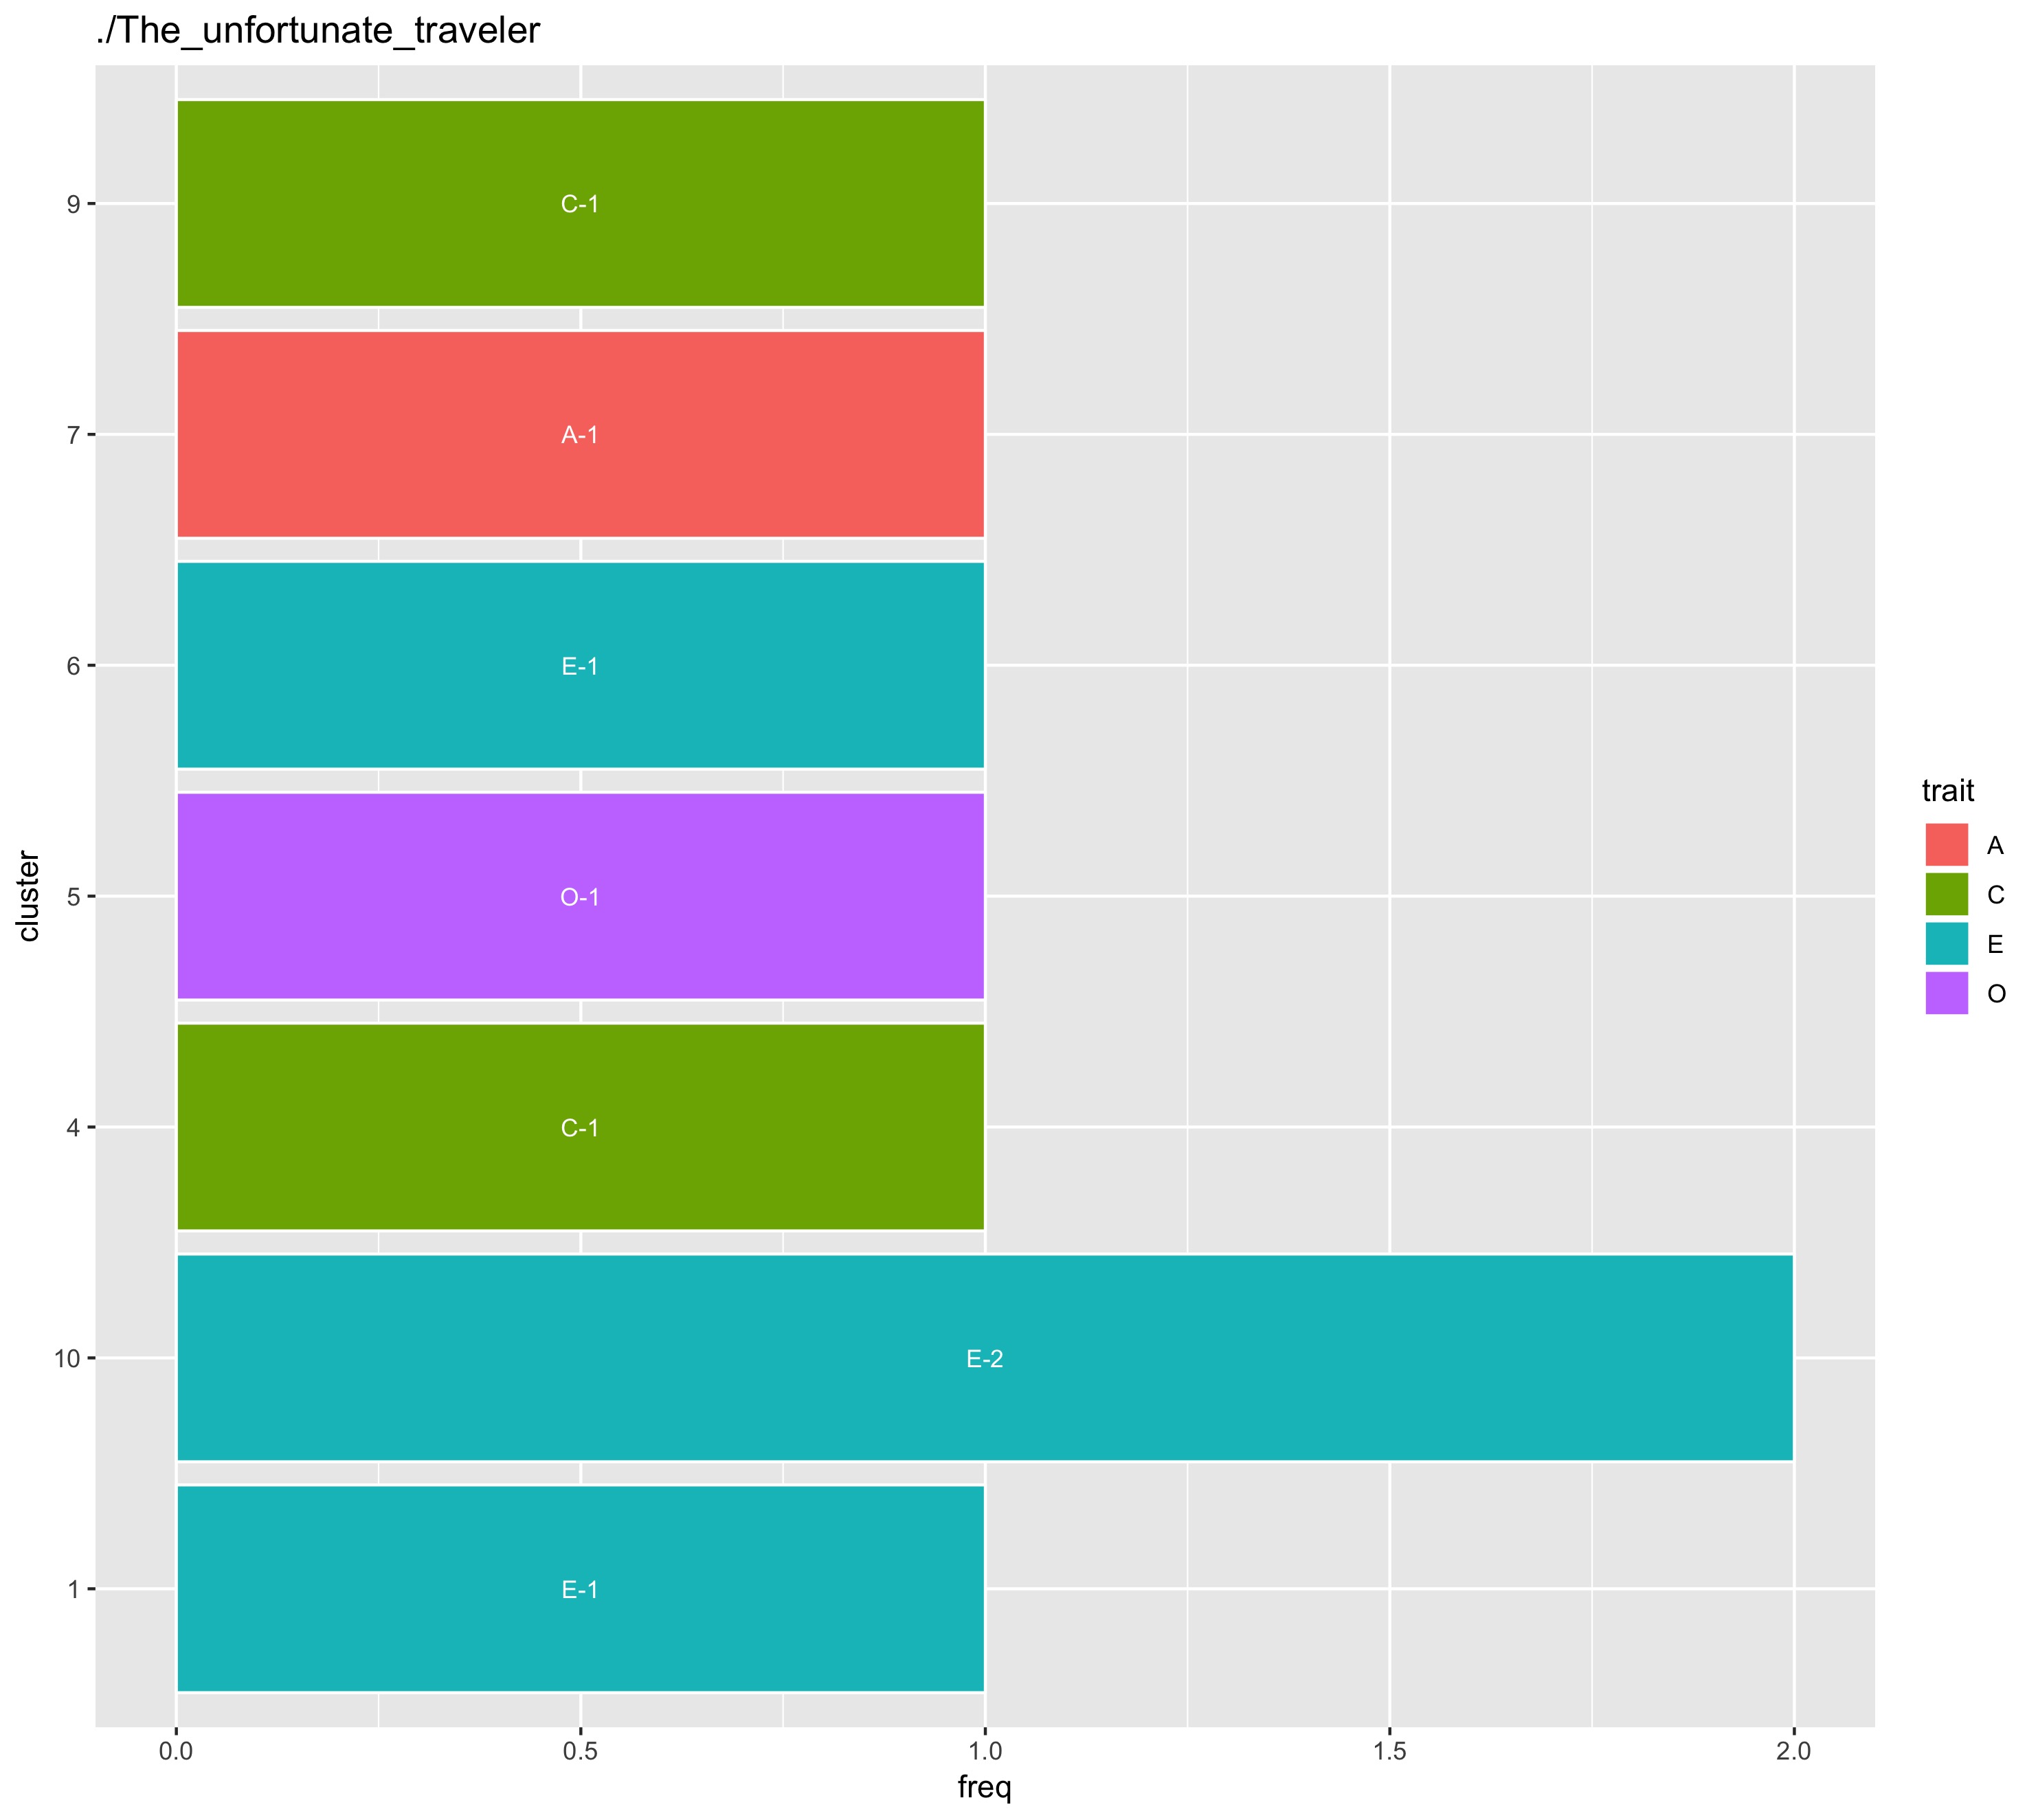 ./The_unfortunate_traveler
cluster
9
C-1
7
A-1
6
E-1
5
O-1
4
C-1
10
E-2
1
E-1
0.0 0.5 1.0 1.5 2.0
freq
trait
A
C
E
O